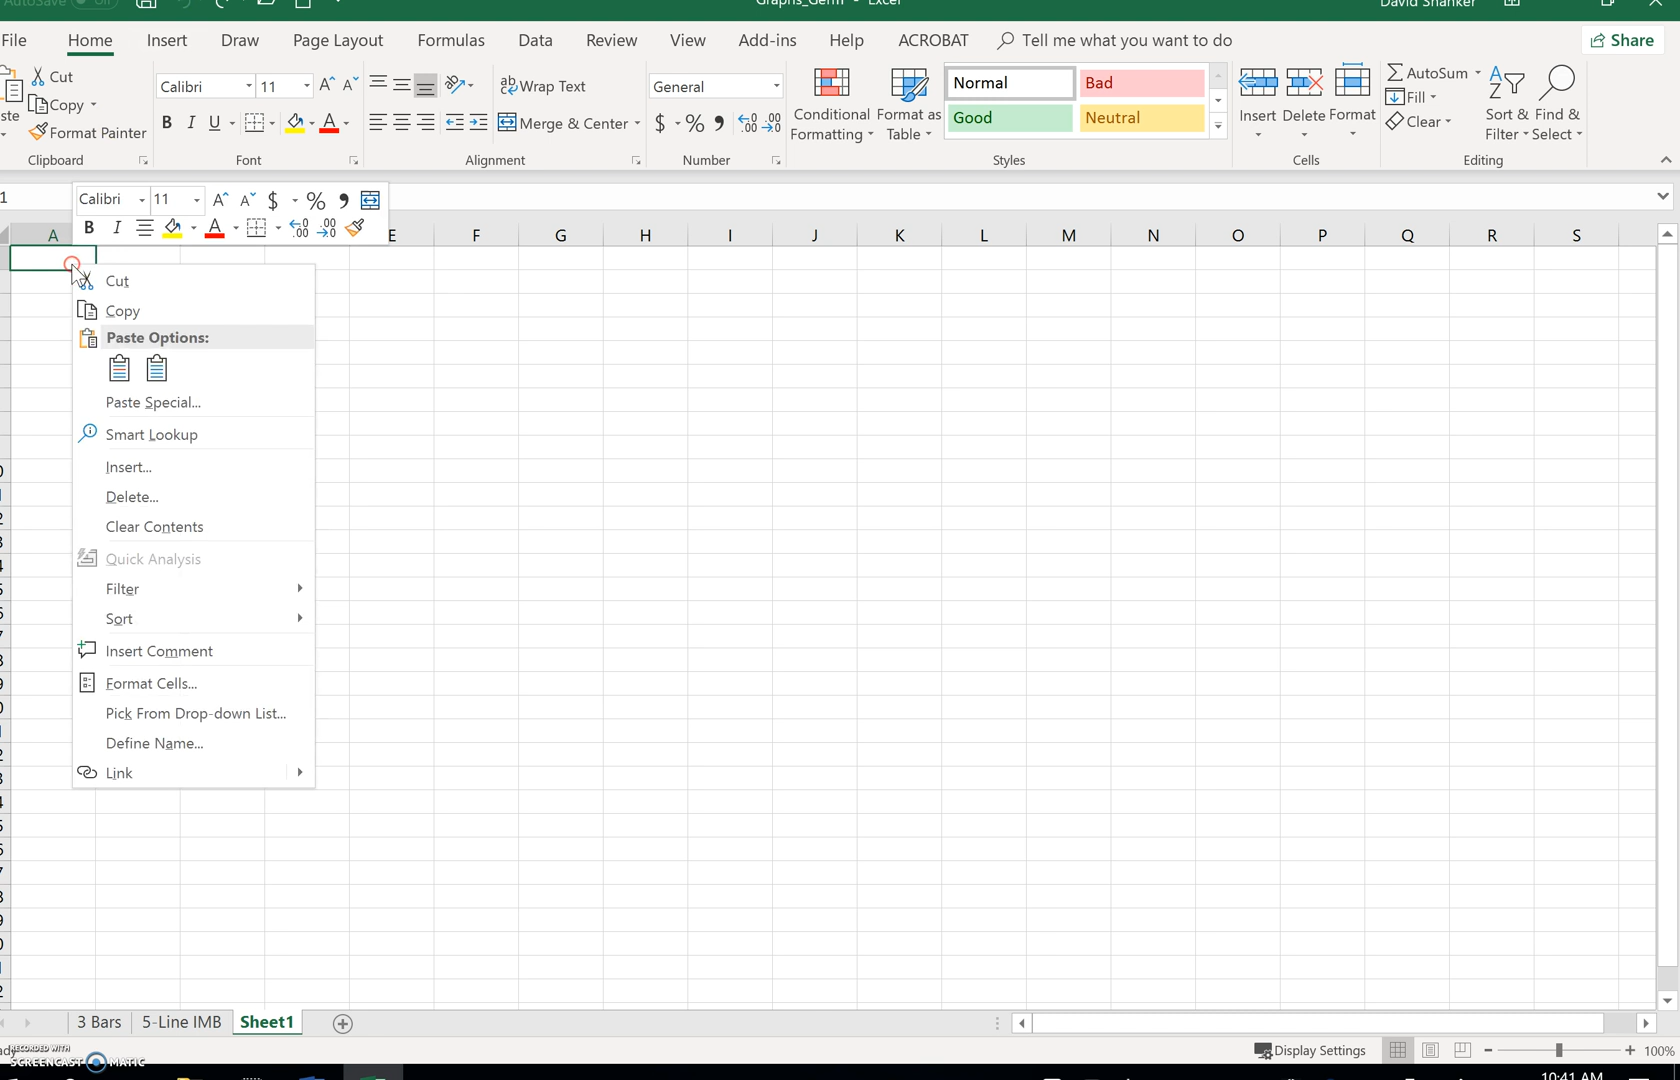 AutoSave Off
Graphs_Germ - Excel
David Shanker
File Home Insert Draw Page Layout Formulas Data Review View Add-ins Help ACROBAT Tell me what you want to do
Share
Cut
Copy
Format Painter
Clipboard
Calibri 11
B I U
Font
ab Wrap Text
Merge & Center
Alignment
General
$ % ,
Number
Conditional Formatting
Format as Table
Normal Bad
Good Neutral
Styles
Insert Delete Format
Cells
AutoSum
Fill
Clear
Sort & Filter
Find & Select
Editing
Calibri 11 $ % ,
B I A
A E F G H I J K L M N O P Q R S
Cut
Copy
Paste Options:
Paste Special...
Smart Lookup
Insert...
Delete...
Clear Contents
Quick Analysis
Filter
Sort
Insert Comment
Format Cells...
Pick From Drop-down List...
Define Name...
Link
3 Bars 5-Line IMB Sheet1
Display Settings
100%
RECORDED WITH
SCREENCAST MATIC
10:41 AM